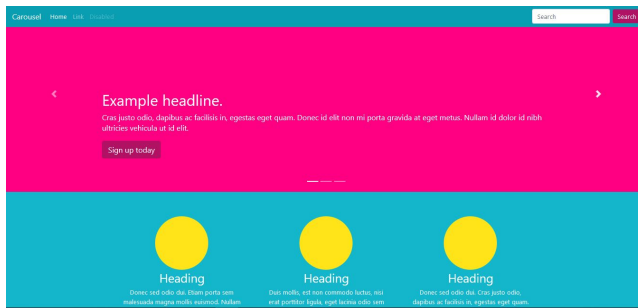 Carousel Home Link Disabled Search Search
Example headline.
Cras justo odio, dapibus ac facilisis in, egestas eget quam. Donec id elit non mi porta gravida at eget metus. Nullam id dolor id nibh
ultricies vehicula ut id elit.
Sign up today
Heading Heading Heading
Donec sed odio dui. Etiam porta sem Duis mollis, est non commodo luctus, nisi Donec sed odio dui. Cras justo odio,
malesuada magna mollis euismod. Nullam erat porttitor ligula, eget lacinia odio sem dapibus ac facilisis in, egestas eget quam.